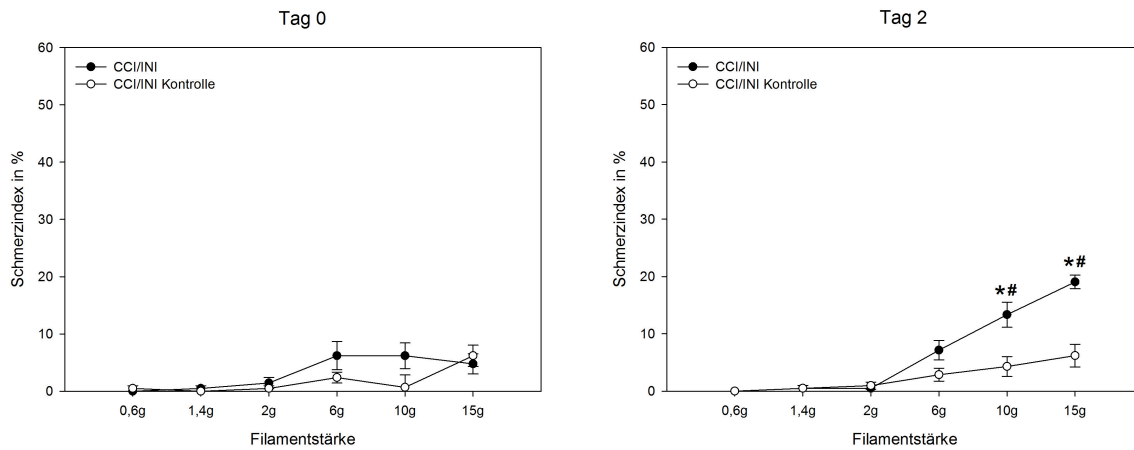 Tag 0
60
50
40
30
20
10
0
Schmerzindex in %
CCI/INI
CCI/INI Kontrolle
0,6g 1,4g 2g 6g 10g 15g
Filamentstärke
Tag 2
60
50
40
30
20
10
0
Schmerzindex in %
CCI/INI
CCI/INI Kontrolle
*#
*#
0,6g 1,4g 2g 6g 10g 15g
Filamentstärke